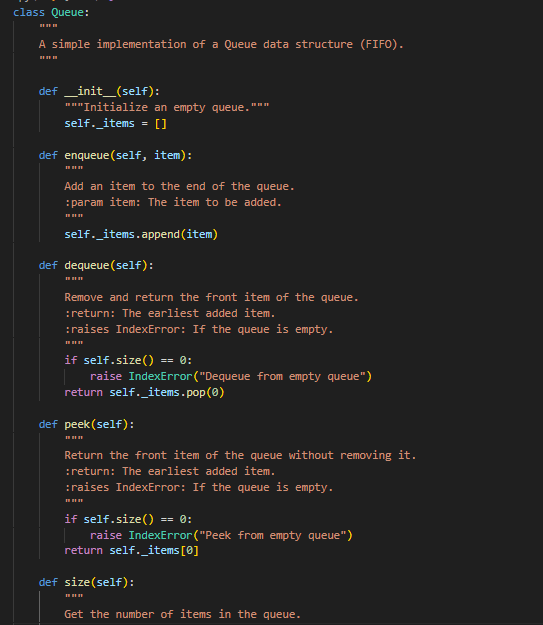 class Queue:
    """
    A simple implementation of a Queue data structure (FIFO).
    """
    def __init__(self):
        """Initialize an empty queue."""
        self._items = []
    def enqueue(self, item):
        """
        Add an item to the end of the queue.
        :param item: The item to be added.
        """
        self._items.append(item)
    def dequeue(self):
        """
        Remove and return the front item of the queue.
        :return: The earliest added item.
        :raises IndexError: If the queue is empty.
        """
        if self.size() == 0:
            raise IndexError("Dequeue from empty queue")
        return self._items.pop(0)
    def peek(self):
        """
        Return the front item of the queue without removing it.
        :return: The earliest added item.
        :raises IndexError: If the queue is empty.
        """
        if self.size() == 0:
            raise IndexError("Peek from empty queue")
        return self._items[0]
    def size(self):
        """
        Get the number of items in the queue.